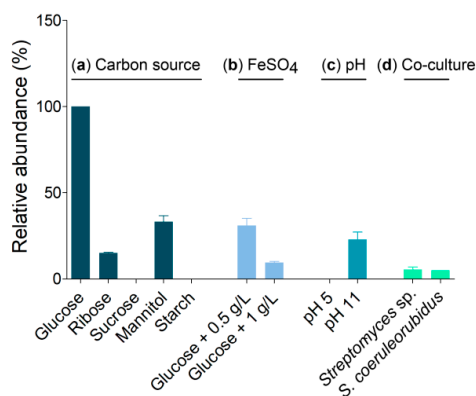 150
100
50
0
Relative abundance (%)
(a) Carbon source
(b) FeSO4
(c) pH
(d) Co-culture
Glucose
Ribose
Sucrose
Mannitol
Starch
Glucose + 0.5 g/L
Glucose + 1 g/L
pH 5
pH 11
Streptomyces sp.
S. coeruleorubidus